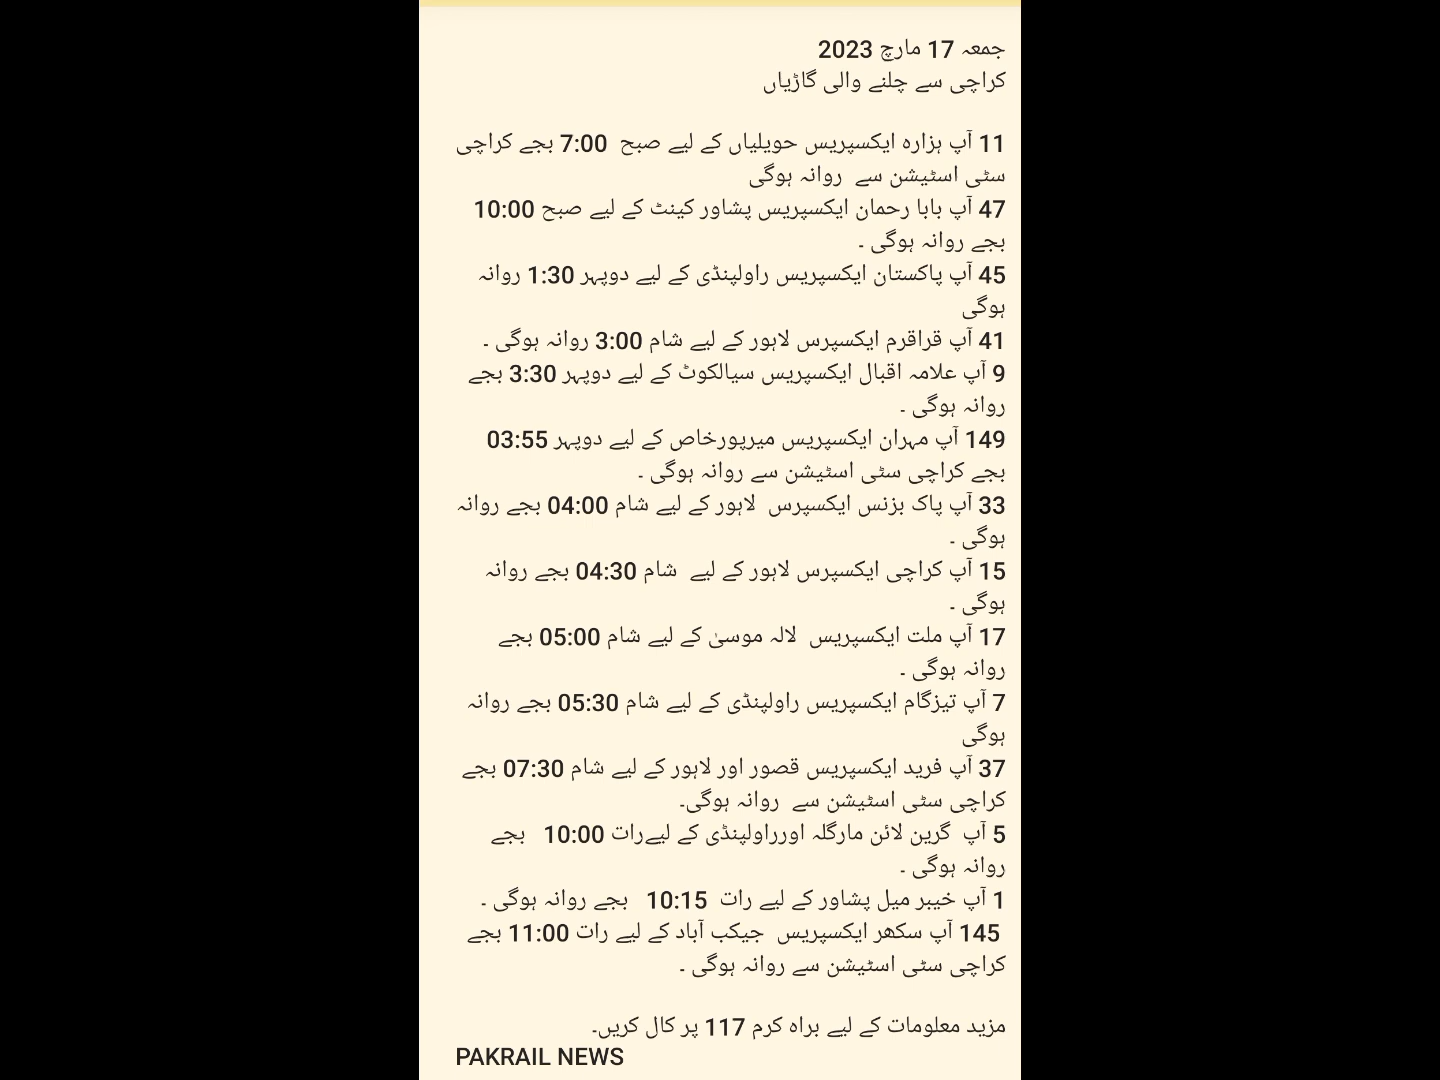 جمعہ 17 مارچ 2023
کراچی سے چلنے والی گاڑیاں
11 آپ ہزارہ ایکسپریس حویلیاں کے لیے صبح 7:00 بجے کراچی
سٹی اسٹیشن سے روانہ ہوگی
47 آپ بابا رحمان ایکسپریس پشاور کینٹ کے لیے صبح 10:00
بجے روانہ ہوگی ۔
45 آپ پاکستان ایکسپریس راولپنڈی کے لیے دوپہر 1:30 روانہ
ہوگی
41 آپ قراقرم ایکسپرس لاہور کے لیے شام 3:00 روانہ ہوگی ۔
9 آپ علامہ اقبال ایکسپریس سیالکوٹ کے لیے دوپہر 3:30 بجے
روانہ ہوگی ۔
149 آپ مہران ایکسپریس میرپورخاص کے لیے دوپہر 03:55
بجے کراچی سٹی اسٹیشن سے روانہ ہوگی ۔
33 آپ پاک بزنس ایکسپرس لاہور کے لیے شام 04:00 بجے روانہ
ہوگی ۔
15 آپ کراچی ایکسپرس لاہور کے لیے شام 04:30 بجے روانہ
ہوگی ۔
17 آپ ملت ایکسپریس لالہ موسیٰ کے لیے شام 05:00 بجے
روانہ ہوگی ۔
7 آپ تیزگام ایکسپریس راولپنڈی کے لیے شام 05:30 بجے روانہ
ہوگی
37 آپ فرید ایکسپریس قصور اور لاہور کے لیے شام 07:30 بجے
کراچی سٹی اسٹیشن سے روانہ ہوگی۔
5 آپ گرین لائن مارگلہ اورراولپنڈی کے لیےرات 10:00 بجے
روانہ ہوگی ۔
1 آپ خیبر میل پشاور کے لیے رات 10:15 بجے روانہ ہوگی ۔
145 آپ سکھر ایکسپریس جیکب آباد کے لیے رات 11:00 بجے
کراچی سٹی اسٹیشن سے روانہ ہوگی ۔
مزید معلومات کے لیے براہ کرم 117 پر کال کریں۔
PAKRAIL NEWS